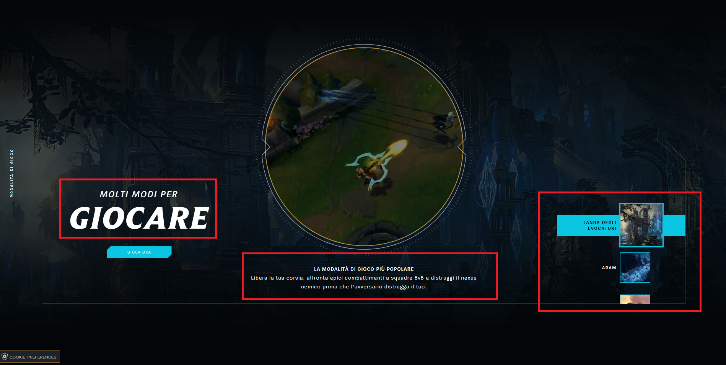 MODALITÀ DI GIOCO
MOLTI MODI PER
GIOCARE
GIOCA ORA
LA MODALITÀ DI GIOCO PIÙ POPOLARE
Libera la tua corsia, affronta epici combattimenti a squadre 5v5 e distruggi il nexus
nemico prima che l'avversario distrugga il tuo.
LANDA DEGLI
EVOCATORI
ARAM
COOKIE PREFERENCES